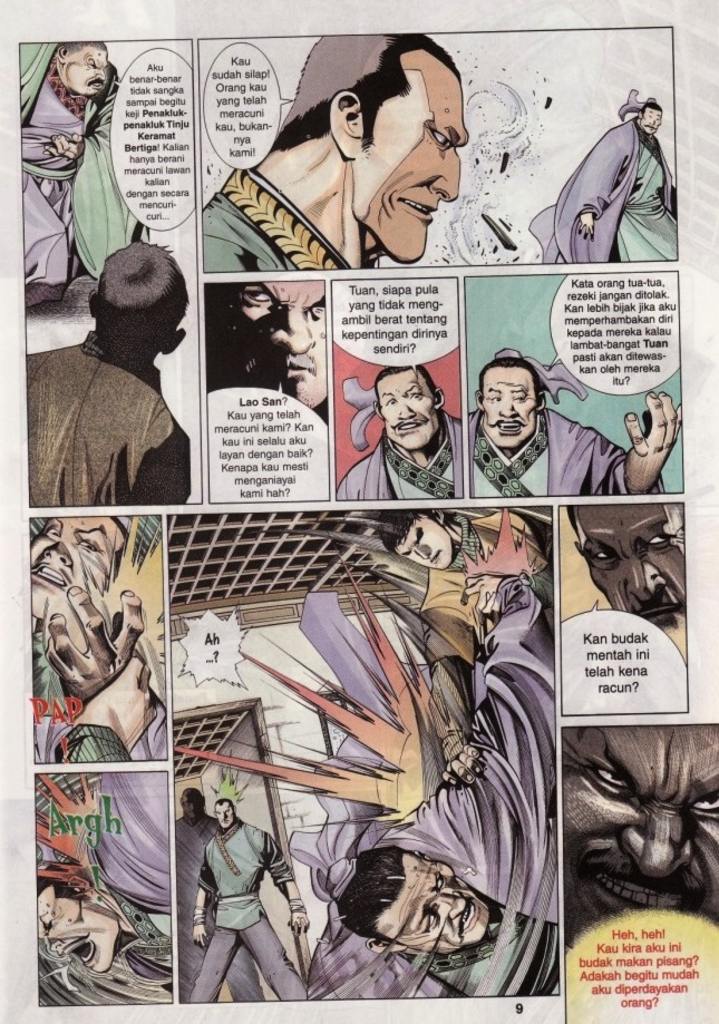 Aku
benar-benar
tidak sangka
sampai begitu
keji Penakluk-
penakluk Tinju
Keramat
Bertiga! Kalian
hanya berani
meracuni lawan
kalian
dengan secara
mencuri-
curi...
Kau
sudah silap!
Orang kau
yang telah
meracuni
kau, bukan-
nya
kami!
Lao San?
Kau yang telah
meracuni kami? Kan
kau ini selalu aku
layan dengan baik?
Kenapa kau mesti
menganiayai
kami hah?
Tuan, siapa pula
yang tidak meng-
ambil berat tentang
kepentingan dirinya
sendiri?
Kata orang tua-tua,
rezeki jangan ditolak.
Kan lebih bijak jika aku
memperhambakan diri
kepada mereka kalau
lambat-bangat Tuan
pasti akan ditewas-
kan oleh mereka
itu?
PAP
!
Argh
!
Ah
...?
Kan budak
mentah ini
telah kena
racun?
Heh, heh!
Kau kira aku ini
budak makan pisang?
Adakah begitu mudah
aku diperdayakan
orang?
9